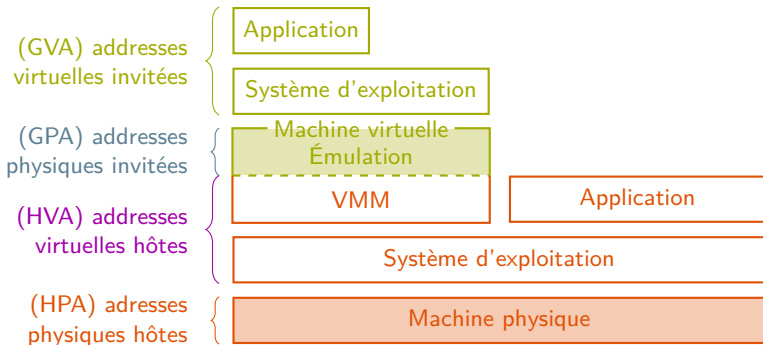 (GVA) addresses
virtuelles invitées
Application
Système d'exploitation
(GPA) addresses
physiques invitées
Machine virtuelle
Émulation
(HVA) addresses
virtuelles hôtes
VMM
Application
Système d'exploitation
(HPA) adresses
physiques hôtes
Machine physique